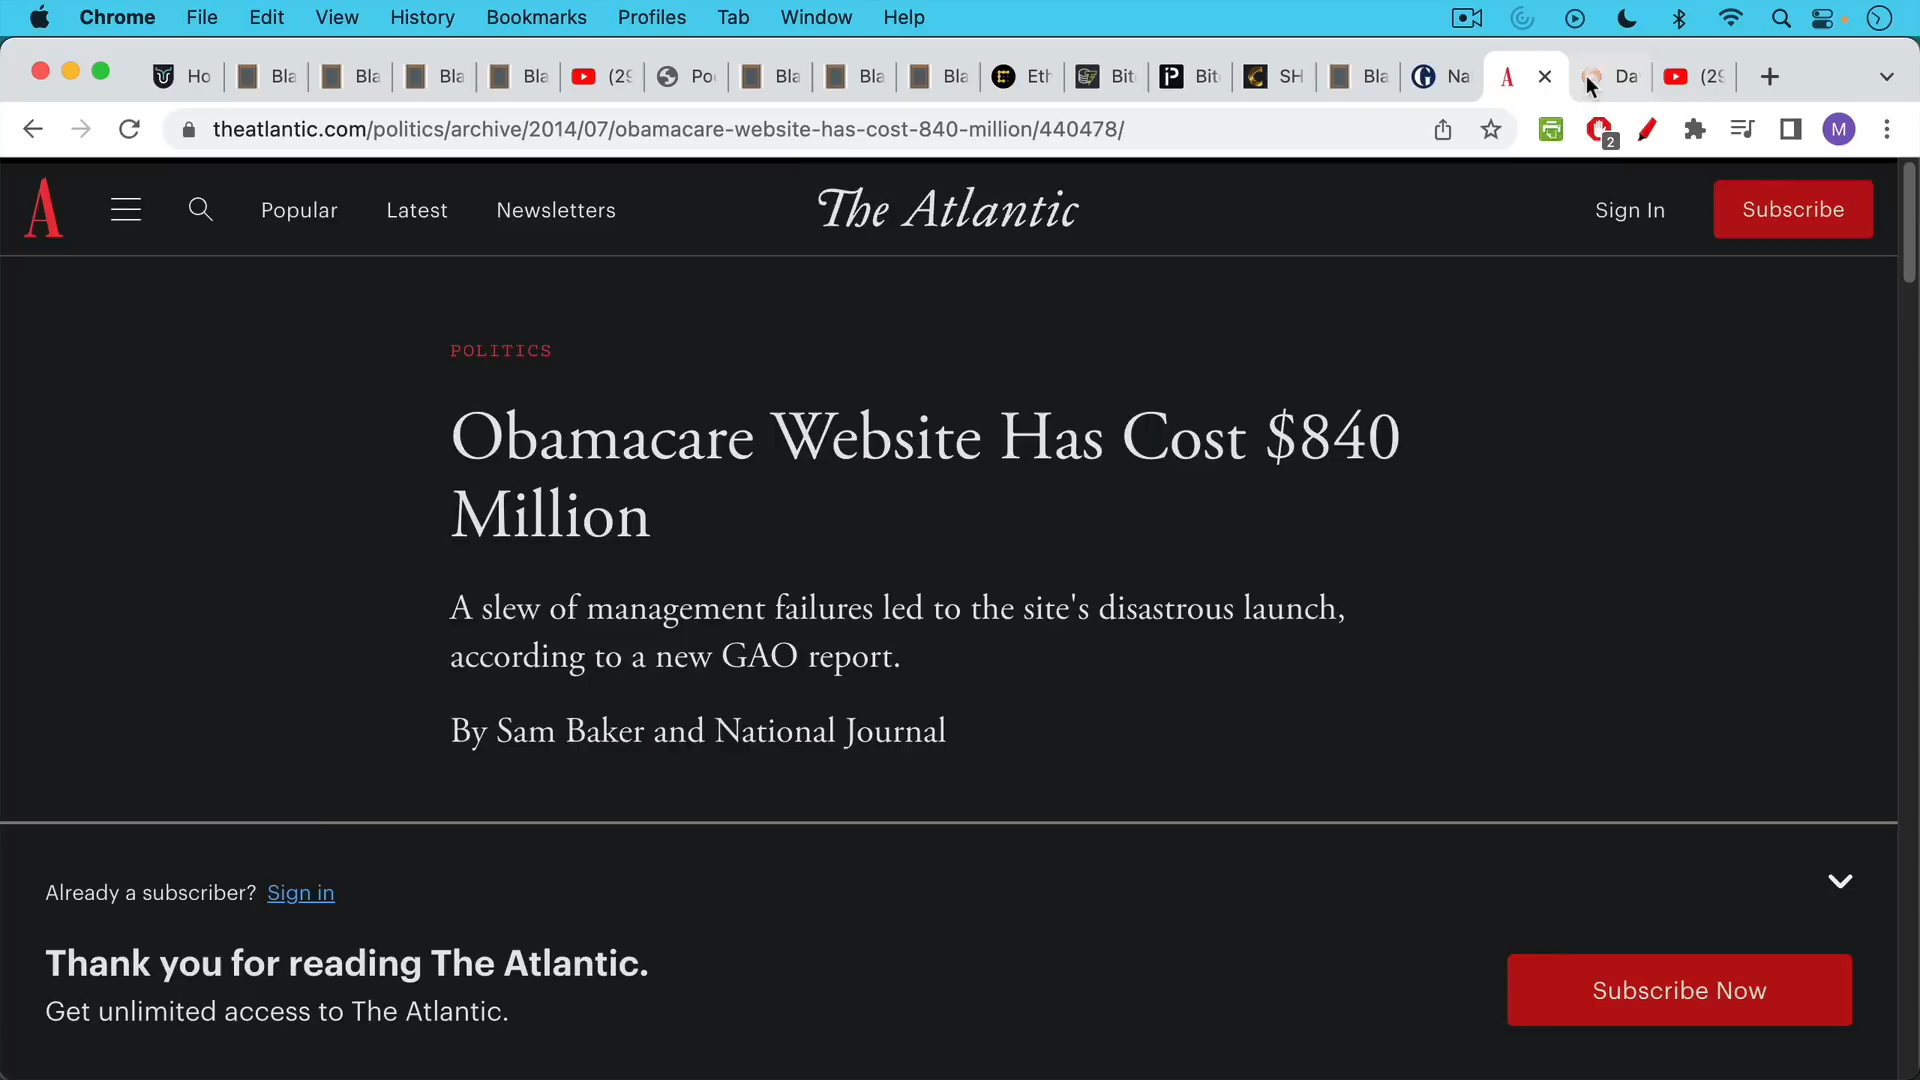 Chrome File Edit View History Bookmarks Profiles Tab Window Help
Ho Bla Bla Bla Bla (29 Po Bla Bla Bla Eth Bit Bit SH Bla Na A Da (29
theatlantic.com/politics/archive/2014/07/obamacare-website-has-cost-840-million/440478/
2
M
A Popular Latest Newsletters The Atlantic Sign In Subscribe
POLITICS
Obamacare Website Has Cost $840
Million
A slew of management failures led to the site's disastrous launch,
according to a new GAO report.
By Sam Baker and National Journal
Already a subscriber? Sign in
Thank you for reading The Atlantic.
Get unlimited access to The Atlantic.
Subscribe Now